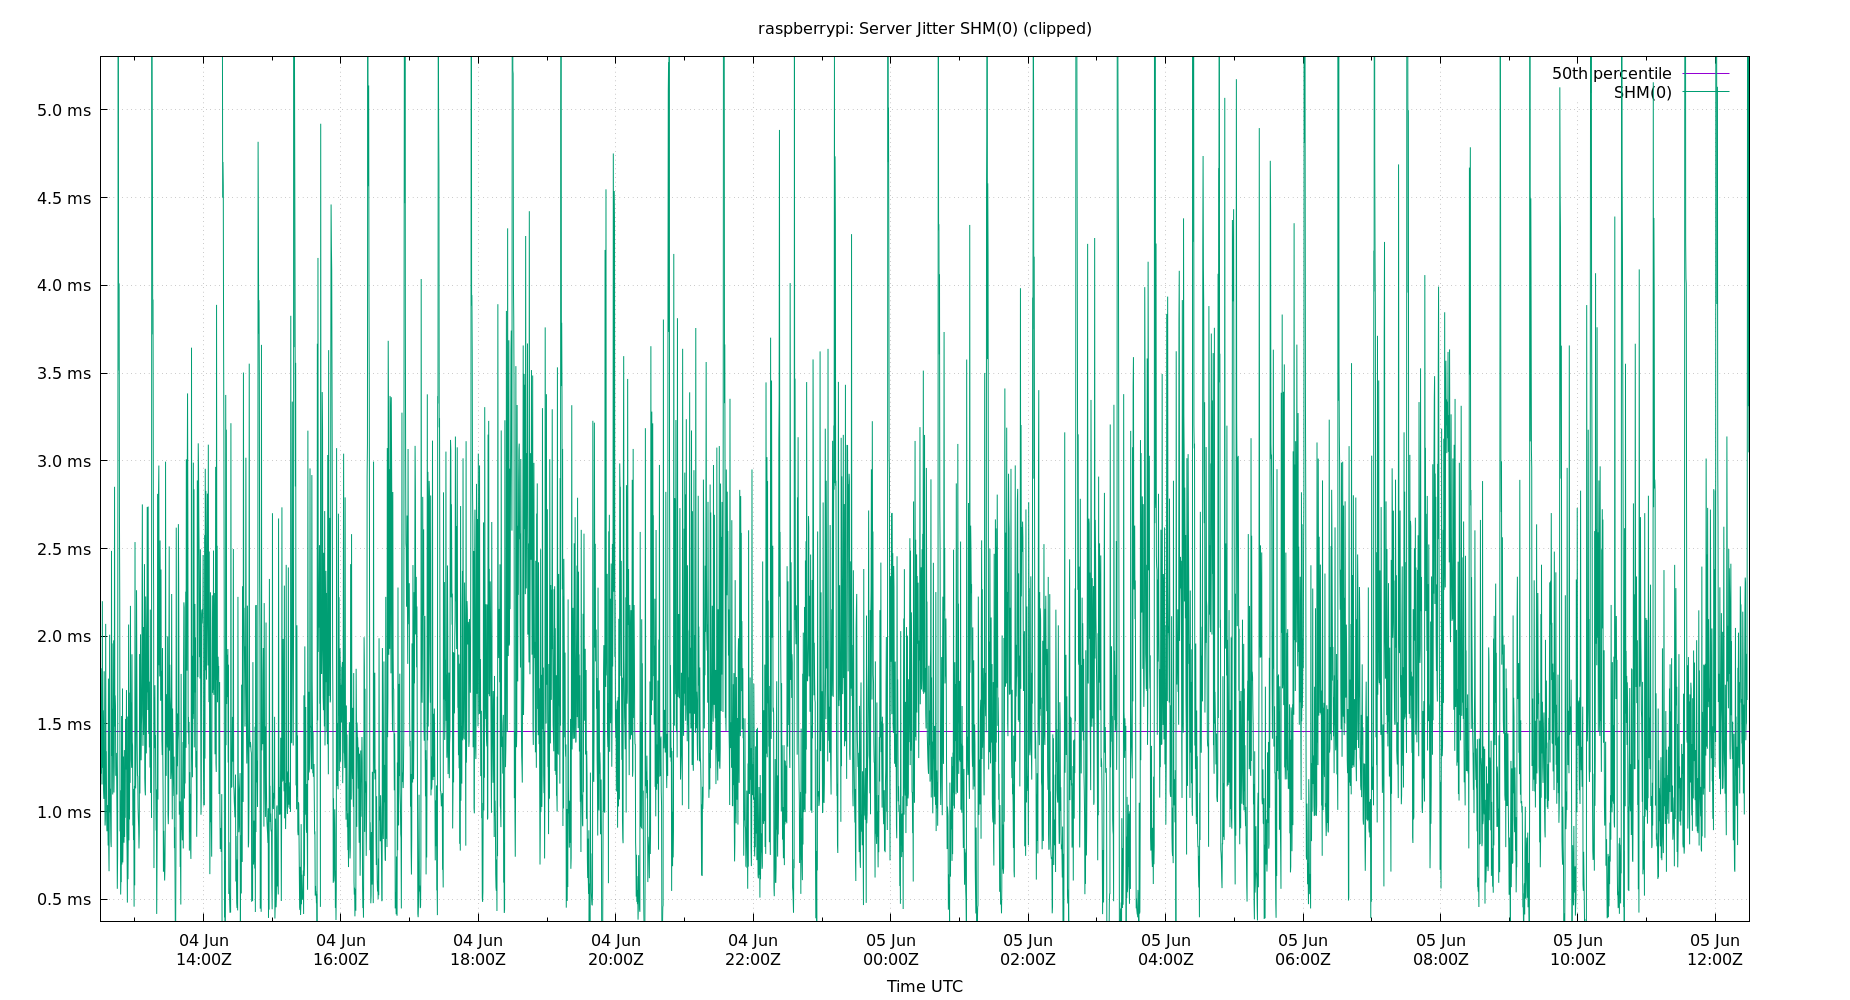 raspberrypi: Server Jitter SHM(0) (clipped)
50th percentile
SHM(0)
5.0 ms
4.5 ms
4.0 ms
3.5 ms
3.0 ms
2.5 ms
2.0 ms
1.5 ms
1.0 ms
0.5 ms
04 Jun 04 Jun 04 Jun 04 Jun 04 Jun 05 Jun 05 Jun 05 Jun 05 Jun 05 Jun 05 Jun 05 Jun
14:00Z 16:00Z 18:00Z 20:00Z 22:00Z 00:00Z 02:00Z 04:00Z 06:00Z 08:00Z 10:00Z 12:00Z
Time UTC